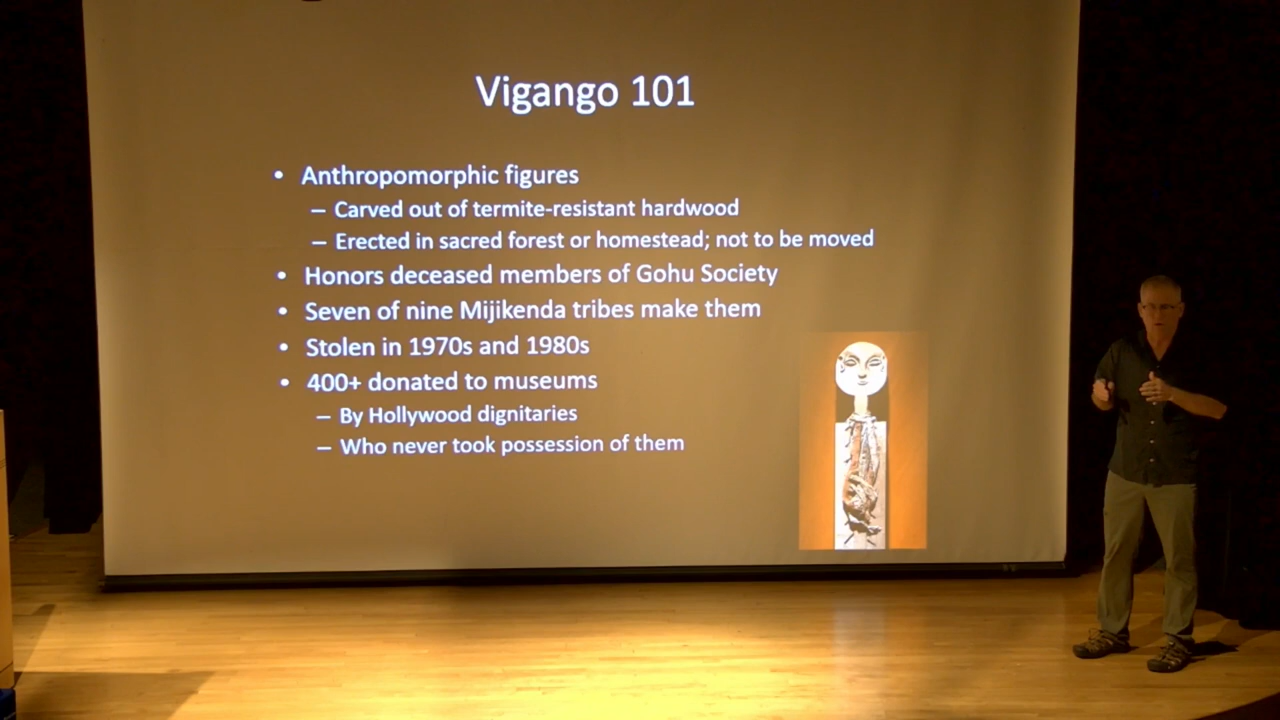 Vigango 101
• Anthropomorphic figures
– Carved out of termite-resistant hardwood
– Erected in sacred forest or homestead; not to be moved
• Honors deceased members of Gohu Society
• Seven of nine Mijikenda tribes make them
• Stolen in 1970s and 1980s
• 400+ donated to museums
– By Hollywood dignitaries
– Who never took possession of them